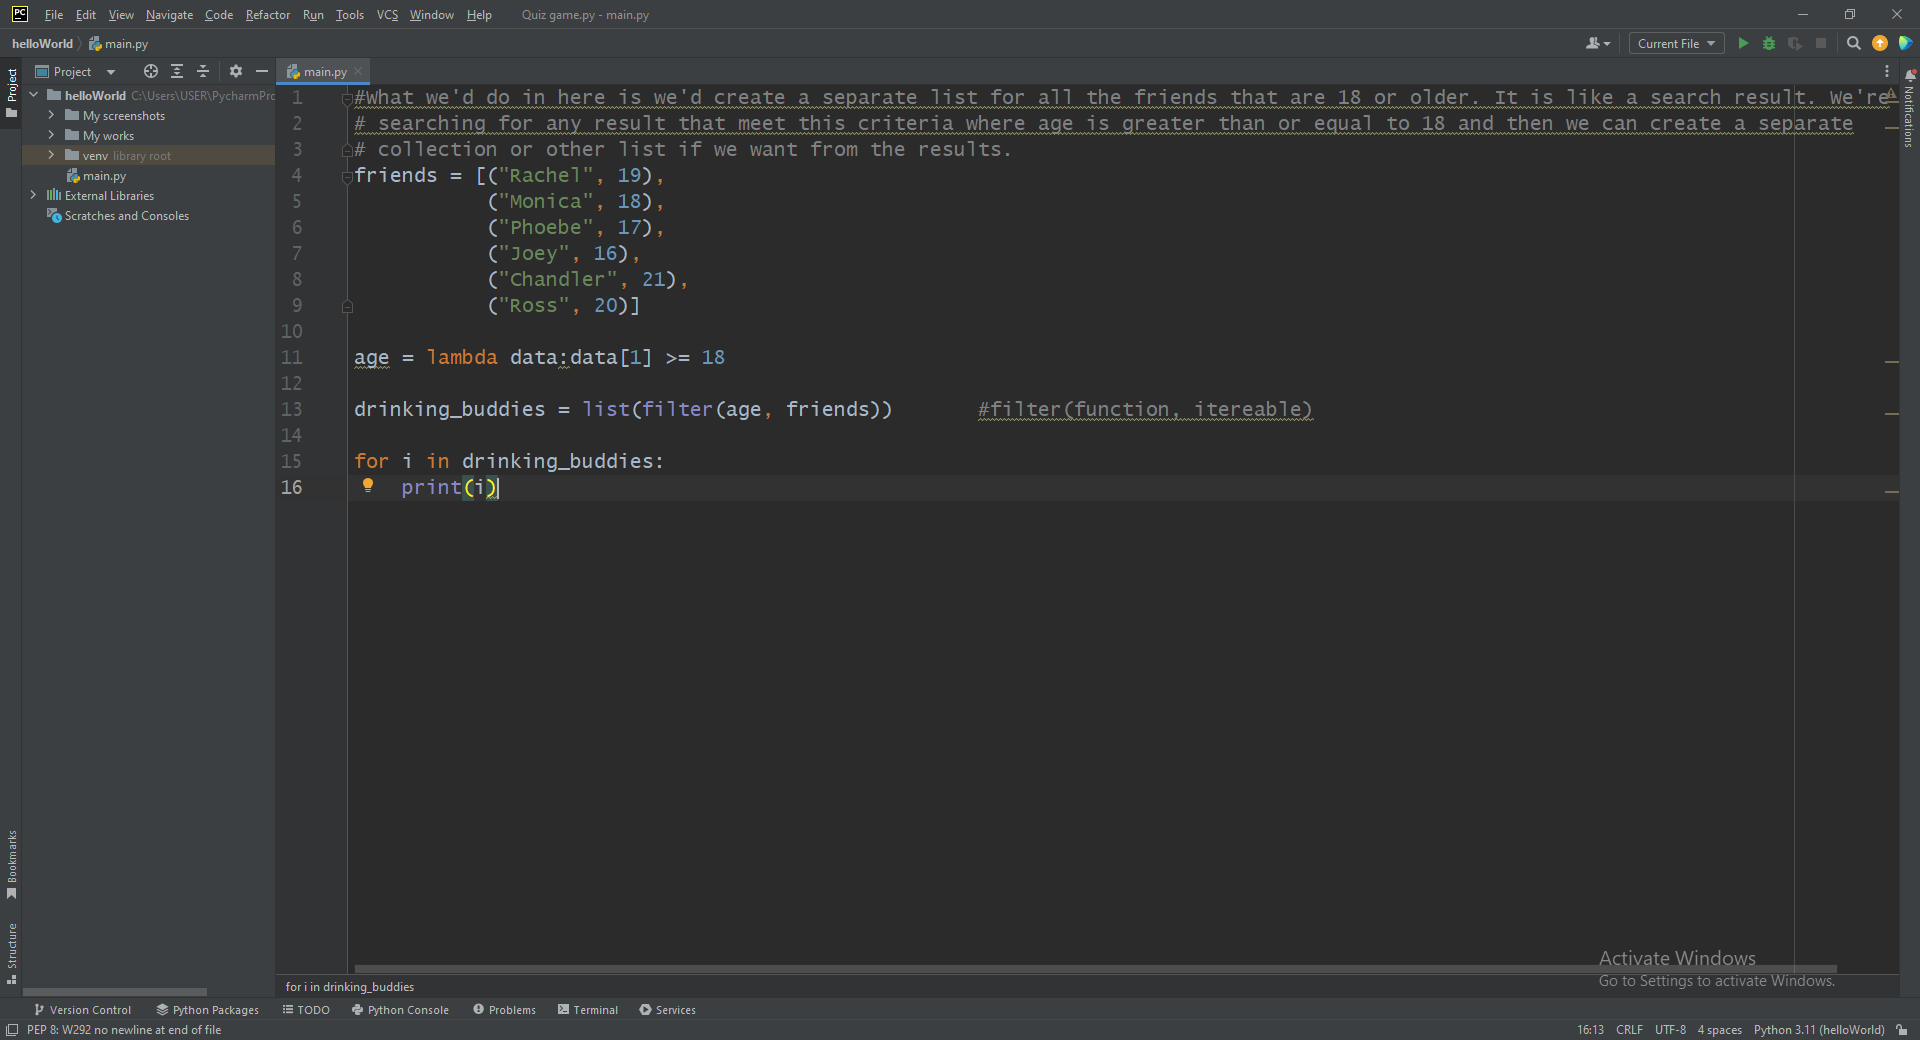 PC File Edit View Navigate Code Refactor Run Tools VCS Window Help Quiz game.py - main.py
helloWorld main.py Current File
Project main.py
Project
helloWorld C:\Users\USER\PycharmPro
My screenshots
My works
venv library root
main.py
External Libraries
Scratches and Consoles
1 #What we'd do in here is we'd create a separate list for all the friends that are 18 or older. It is like a search result. We're
2 # searching for any result that meet this criteria where age is greater than or equal to 18 and then we can create a separate
3 # collection or other list if we want from the results.
4 friends = [("Rachel", 19),
5 ("Monica", 18),
6 ("Phoebe", 17),
7 ("Joey", 16),
8 ("Chandler", 21),
9 ("Ross", 20)]
10
11 age = lambda data:data[1] >= 18
12
13 drinking_buddies = list(filter(age, friends)) #filter(function, itereable)
14
15 for i in drinking_buddies:
16 print(i)
Notifications
Bookmarks
Structure
Activate Windows
Go to Settings to activate Windows.
for i in drinking_buddies
Version Control Python Packages TODO Python Console Problems Terminal Services
PEP 8: W292 no newline at end of file 16:13 CRLF UTF-8 4 spaces Python 3.11 (helloWorld)